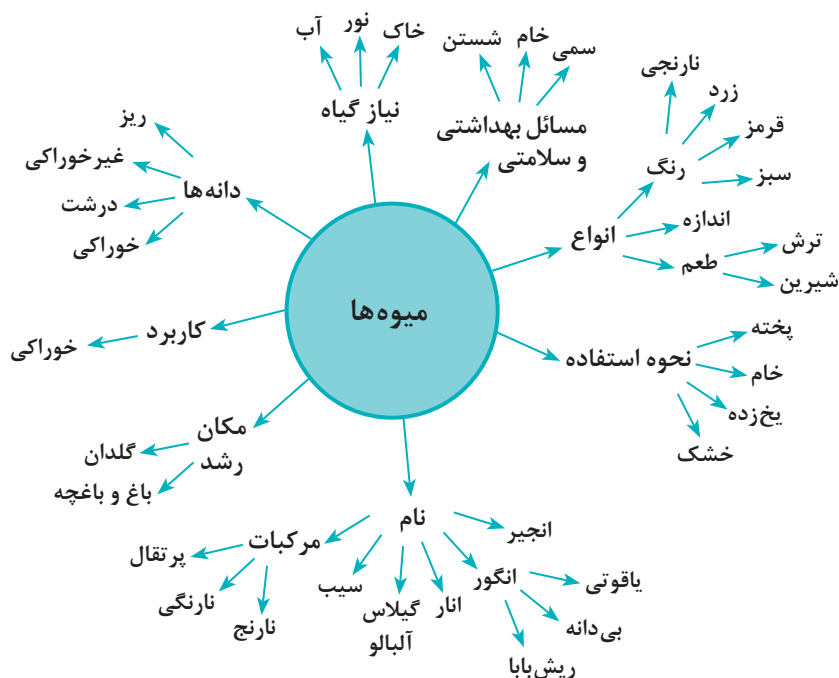 میوه‌ها
نیاز گیاه
خاک
نور
آب
مسائل بهداشتی
و سلامتی
سمی
خام
شستن
انواع
رنگ
نارنجی
زرد
قرمز
سبز
اندازه
طعم
ترش
شیرین
نحوه استفاده
پخته
خام
یخ‌زده
خشک
نام
انجیر
انگور
یاقوتی
بی‌دانه
ریش‌بابا
انار
گیلاس
آلبالو
سیب
مرکبات
پرتقال
نارنگی
نارنج
مکان
رشد
گلدان
باغ و باغچه
کاربرد
خوراکی
دانه‌ها
ریز
غیرخوراکی
درشت
خوراکی